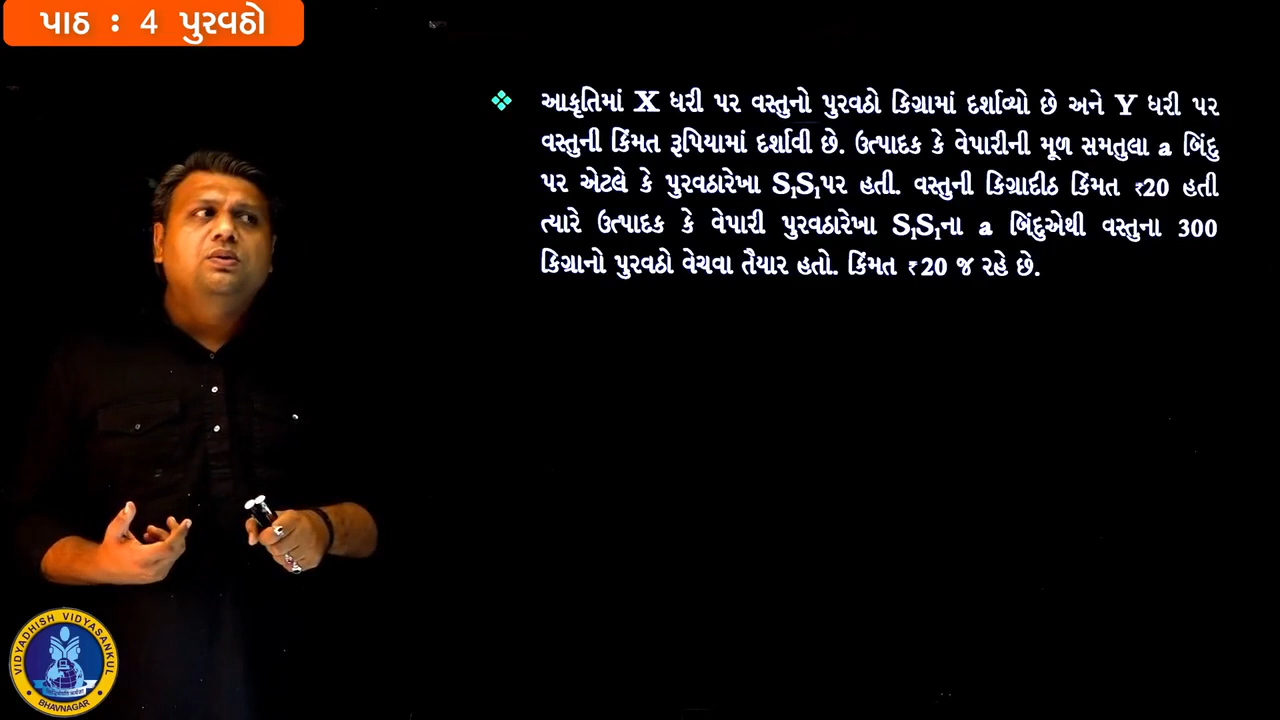 પાઠ : 4 પુરવઠો
આકૃતિમાં X ધરી પર વસ્તુનો પુરવઠો કિગ્રામાં દર્શાવ્યો છે અને Y ધરી પર
વસ્તુની કિંમત રૂપિયામાં દર્શાવી છે. ઉત્પાદક કે વેપારીની મૂળ સમતુલા a બિંદુ
પર એટલે કે પુરવઠારેખા S₁S₁પર હતી. વસ્તુની કિગ્રાદીઠ કિંમત ₹20 હતી
ત્યારે ઉત્પાદક કે વેપારી પુરવઠારેખા S₁S₁ના a બિંદુએથી વસ્તુના 300
કિગ્રાનો પુરવઠો વેચવા તૈયાર હતો. કિંમત ₹20 જ રહે છે.
VIDYADHISH VIDYASANKUL
BHAVNAGAR